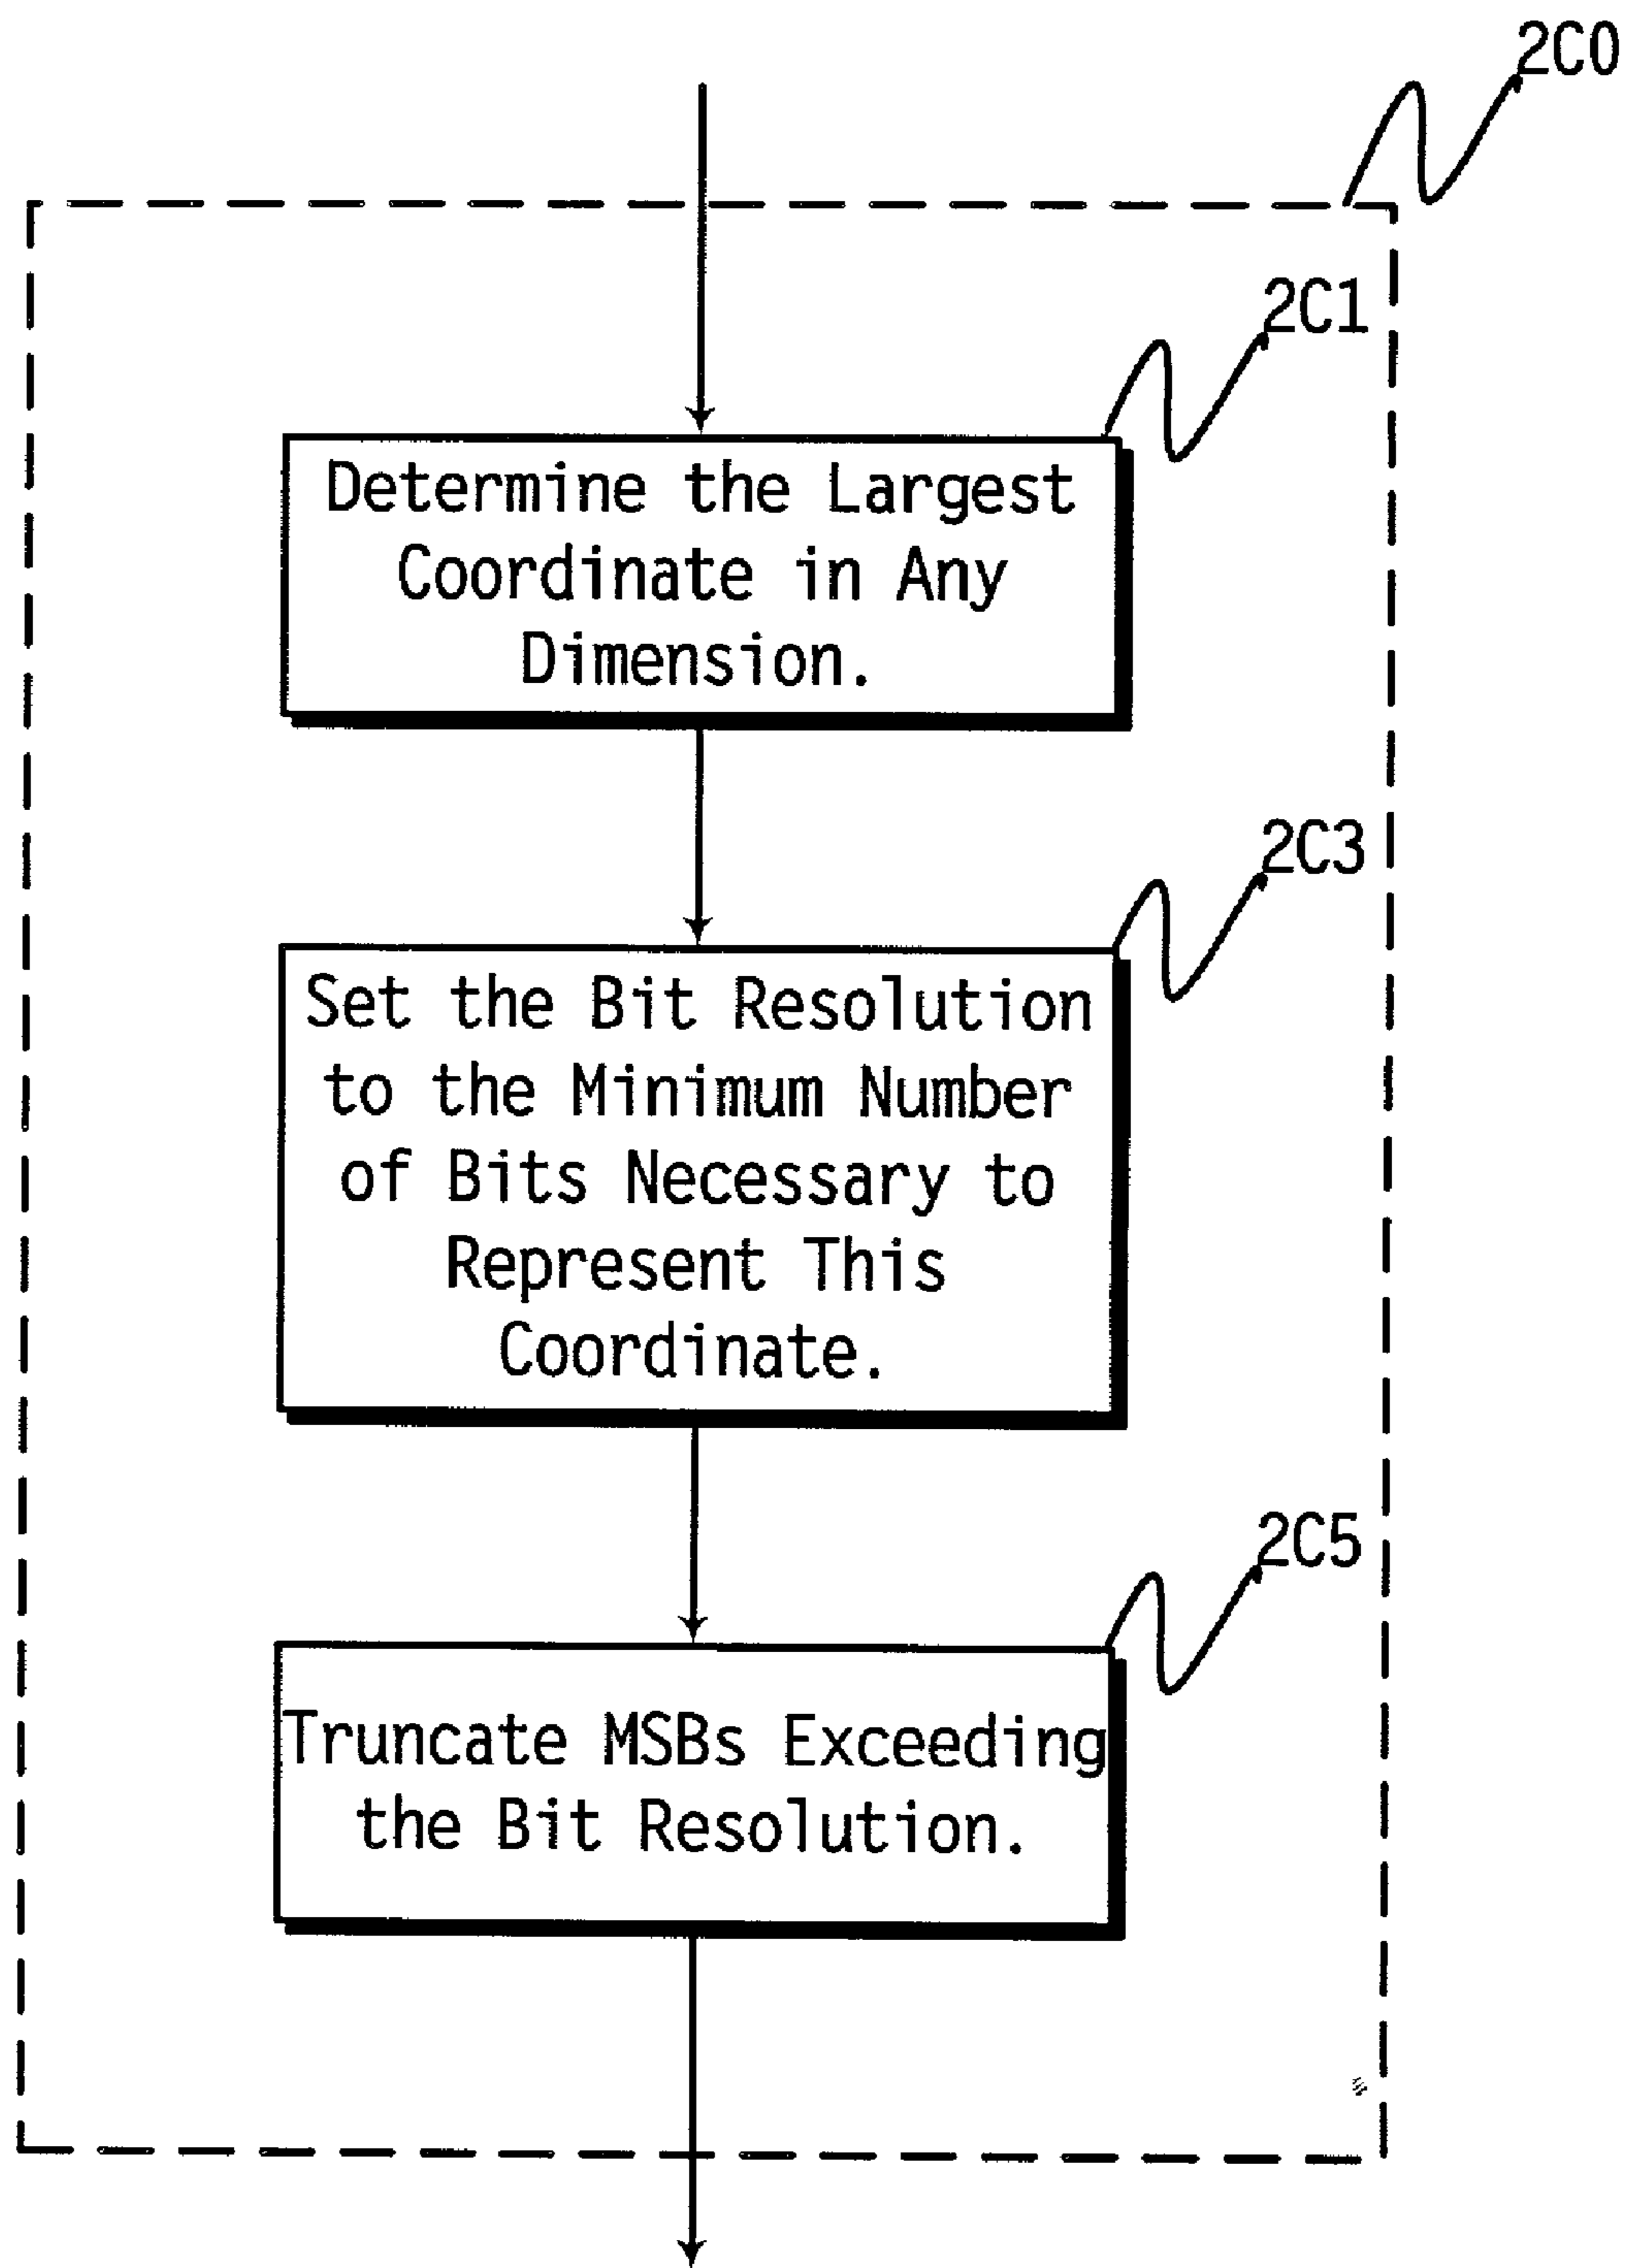 2C0
2C1
Determine the Largest
Coordinate in Any
Dimension.
2C3
Set the Bit Resolution
to the Minimum Number
of Bits Necessary to
Represent This
Coordinate.
2C5
Truncate MSBs Exceeding
the Bit Resolution.